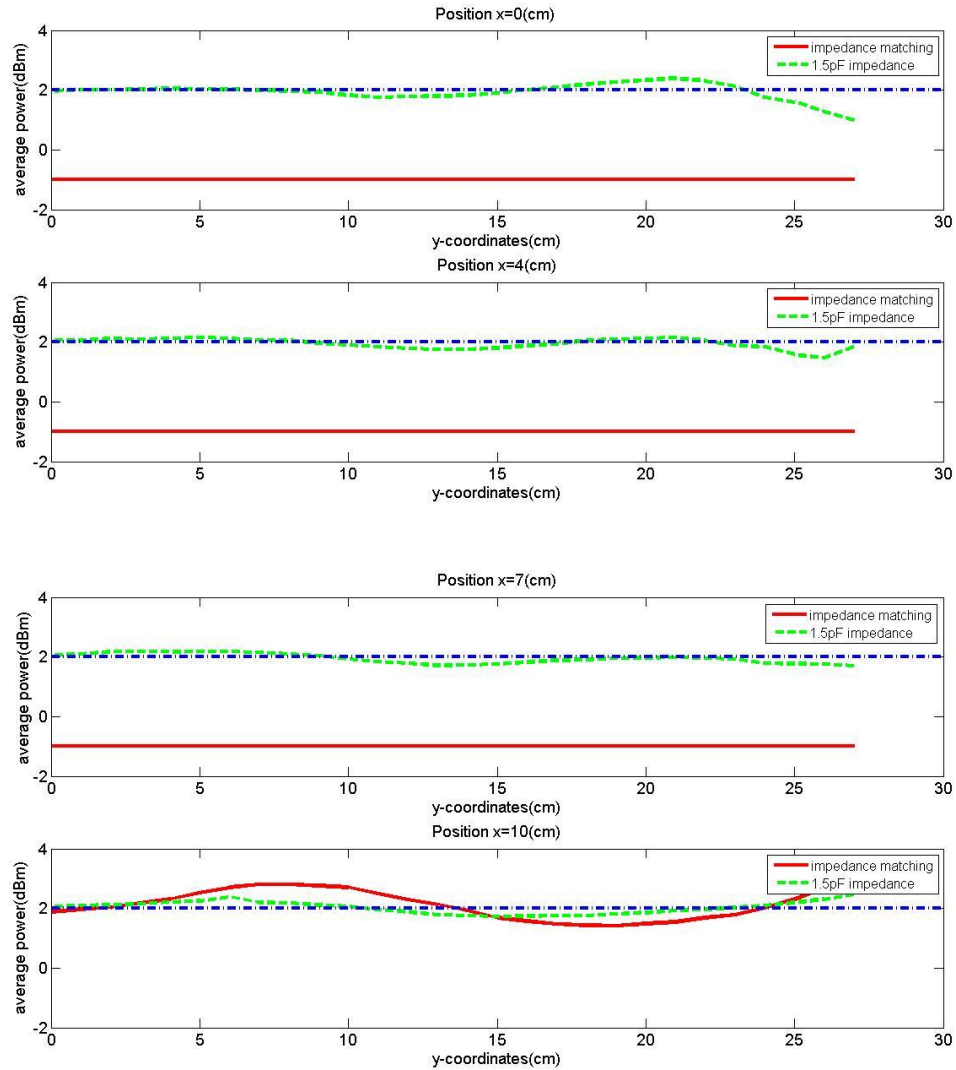 Position x=0(cm)
average power(dBm)
4
2
0
-2
impedance matching
1.5pF impedance
0 5 10 15 20 25 30
y-coordinates(cm)
Position x=4(cm)
average power(dBm)
4
2
0
-2
impedance matching
1.5pF impedance
0 5 10 15 20 25 30
y-coordinates(cm)
Position x=7(cm)
average power(dBm)
4
2
0
-2
impedance matching
1.5pF impedance
0 5 10 15 20 25 30
y-coordinates(cm)
Position x=10(cm)
average power(dBm)
4
2
0
-2
impedance matching
1.5pF impedance
0 5 10 15 20 25 30
y-coordinates(cm)